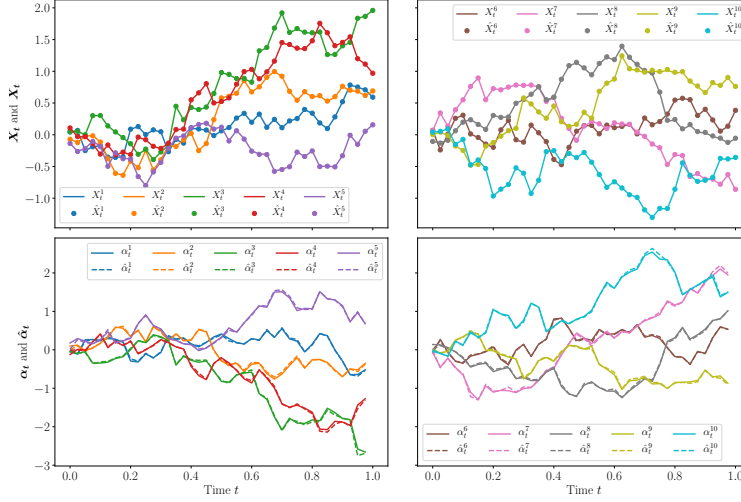 2.0
1.5
1.0
0.5
0.0
−0.5
−1.0
X_t and X̂_t
X_t^1 X_t^2 X_t^3 X_t^4 X_t^5
X̂_t^1 X̂_t^2 X̂_t^3 X̂_t^4 X̂_t^5
X_t^6 X_t^7 X_t^8 X_t^9 X_t^10
X̂_t^6 X̂_t^7 X̂_t^8 X̂_t^9 X̂_t^10
2
1
0
−1
−2
−3
α_t and α̂_t
α_t^1 α_t^2 α_t^3 α_t^4 α_t^5
α̂_t^1 α̂_t^2 α̂_t^3 α̂_t^4 α̂_t^5
0.0 0.2 0.4 0.6 0.8 1.0
Time t
α_t^6 α_t^7 α_t^8 α_t^9 α_t^10
α̂_t^6 α̂_t^7 α̂_t^8 α̂_t^9 α̂_t^10
0.0 0.2 0.4 0.6 0.8 1.0
Time t